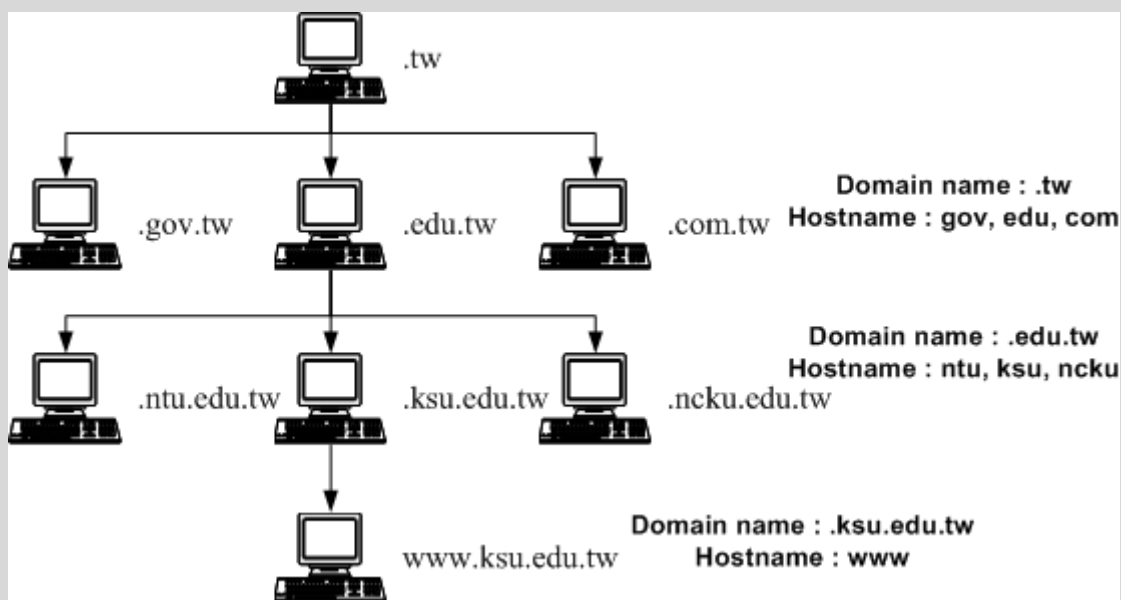 .tw
.gov.tw
.edu.tw
.com.tw
Domain name : .tw
Hostname : gov, edu, com
.ntu.edu.tw
.ksu.edu.tw
.ncku.edu.tw
Domain name : .edu.tw
Hostname : ntu, ksu, ncku
www.ksu.edu.tw
Domain name : .ksu.edu.tw
Hostname : www